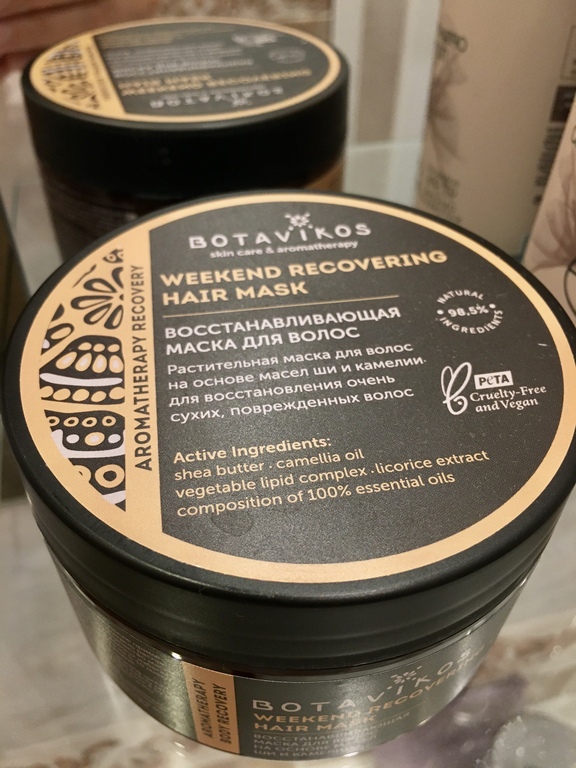 BOTAVIKOS
skin care & aromatherapy
WEEKEND RECOVERING
HAIR MASK
ВОССТАНАВЛИВАЮЩАЯ
МАСКА ДЛЯ ВОЛОС
Растительная маска для волос
на основе масел ши и камелии
для восстановления очень
сухих, поврежденных волос
NATURAL
98.5%
INGREDIENTS
PETA
Cruelty-Free
and Vegan
Active Ingredients:
shea butter . camellia oil
vegetable lipid complex . licorice extract
composition of 100% essential oils
AROMATHERAPY RECOVERY
AROMATHERAPY
BODY RECOVERY
BOTAVIKOS
WEEKEND RECOVERING
HAIR MASK